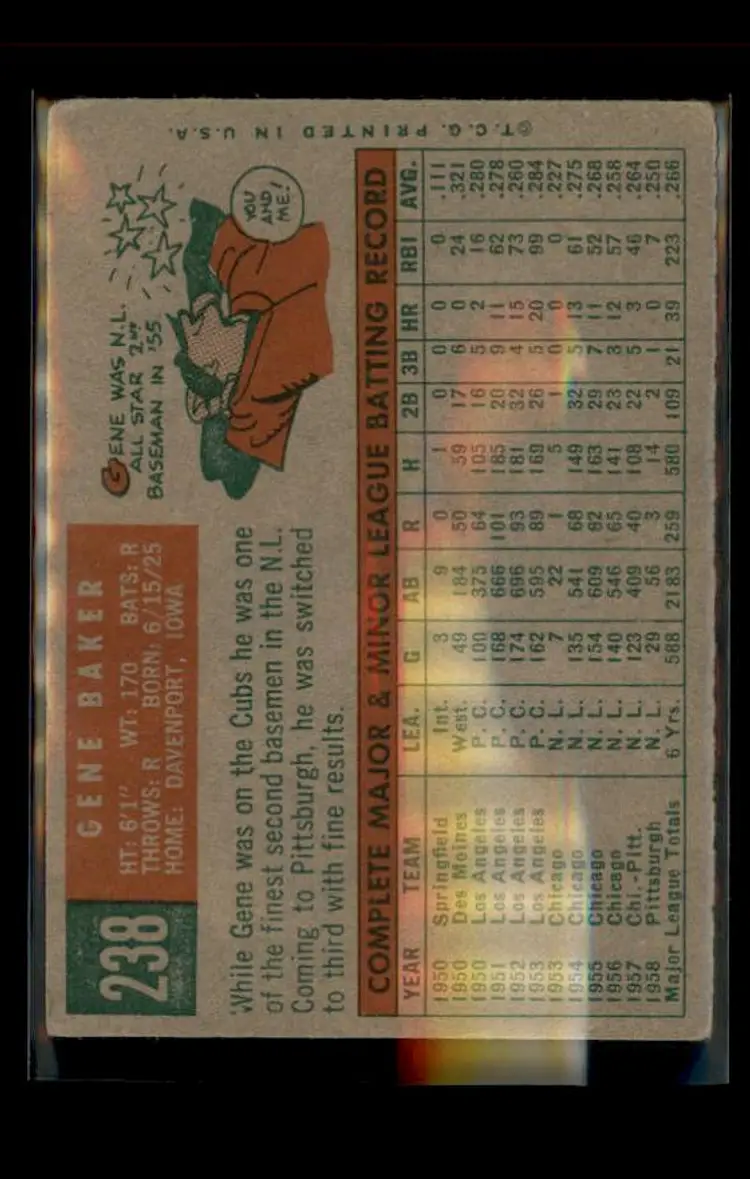 238
GENE BAKER
HT: 6'1" WT: 170 BATS: R
THROWS: R BORN: 6/15/25
HOME: DAVENPORT, IOWA
GENE WAS N.L.
ALL STAR 2ND
BASEMAN IN '55
YOU
AND
ME!
While Gene was on the Cubs he was one
of the finest second basemen in the N.L.
Coming to Pittsburgh, he was switched
to third with fine results.
COMPLETE MAJOR & MINOR LEAGUE BATTING RECORD
YEAR TEAM LEA. G AB R H 2B 3B HR RBI AVG.
1950 Springfield Int. 3 9 0 1 0 0 0 0 .111
1950 Des Moines West. 49 184 50 59 17 6 0 24 .321
1950 Los Angeles P. C. 100 375 64 105 16 5 2 16 .280
1951 Los Angeles P. C. 168 666 101 185 20 9 11 62 .278
1952 Los Angeles P. C. 174 696 93 181 32 4 15 73 .260
1953 Los Angeles P. C. 162 595 89 169 26 5 20 99 .284
1953 Chicago N. L. 7 22 1 5 1 0 0 0 .227
1954 Chicago N. L. 135 541 68 149 32 5 13 61 .275
1955 Chicago N. L. 154 609 82 163 29 7 11 52 .268
1956 Chicago N. L. 140 546 65 141 23 3 12 57 .258
1957 Chi.-Pitt. N. L. 123 409 40 108 22 5 3 46 .264
1958 Pittsburgh N. L. 29 56 3 14 2 1 0 7 .250
Major League Totals 6 Yrs. 588 2183 259 580 109 21 39 223 .266
© T.C.G. PRINTED IN U.S.A.